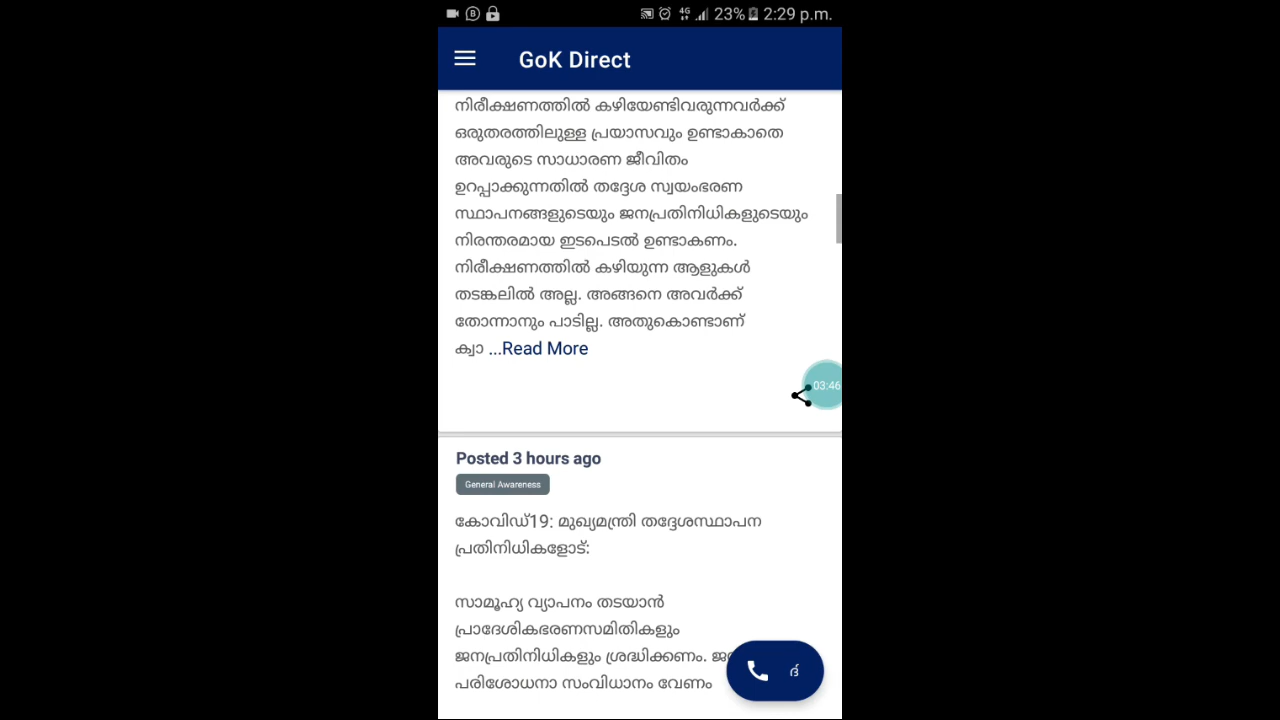 23% 2:29 p.m.
GoK Direct
നിരീക്ഷണത്തിൽ കഴിയേണ്ടിവരുന്നവർക്ക്
ഒരുതരത്തിലുള്ള പ്രയാസവും ഉണ്ടാകാതെ
അവരുടെ സാധാരണ ജീവിതം
ഉറപ്പാക്കുന്നതിൽ തദ്ദേശ സ്വയംഭരണ
സ്ഥാപനങ്ങളുടെയും ജനപ്രതിനിധികളുടെയും
നിരന്തരമായ ഇടപെടൽ ഉണ്ടാകണം.
നിരീക്ഷണത്തിൽ കഴിയുന്ന ആളുകൾ
തടങ്കലിൽ അല്ല. അങ്ങനെ അവർക്ക്
തോന്നാനും പാടില്ല. അതുകൊണ്ടാണ്
ക്വാ ...Read More
03:46
Posted 3 hours ago
General Awareness
കോവിഡ്19: മുഖ്യമന്ത്രി തദ്ദേശസ്ഥാപന
പ്രതിനിധികളോട്:
സാമൂഹ്യ വ്യാപനം തടയാൻ
പ്രാദേശികഭരണസമിതികളും
ജനപ്രതിനിധികളും ശ്രദ്ധിക്കണം.
പരിശോധനാ സംവിധാനം വേണം